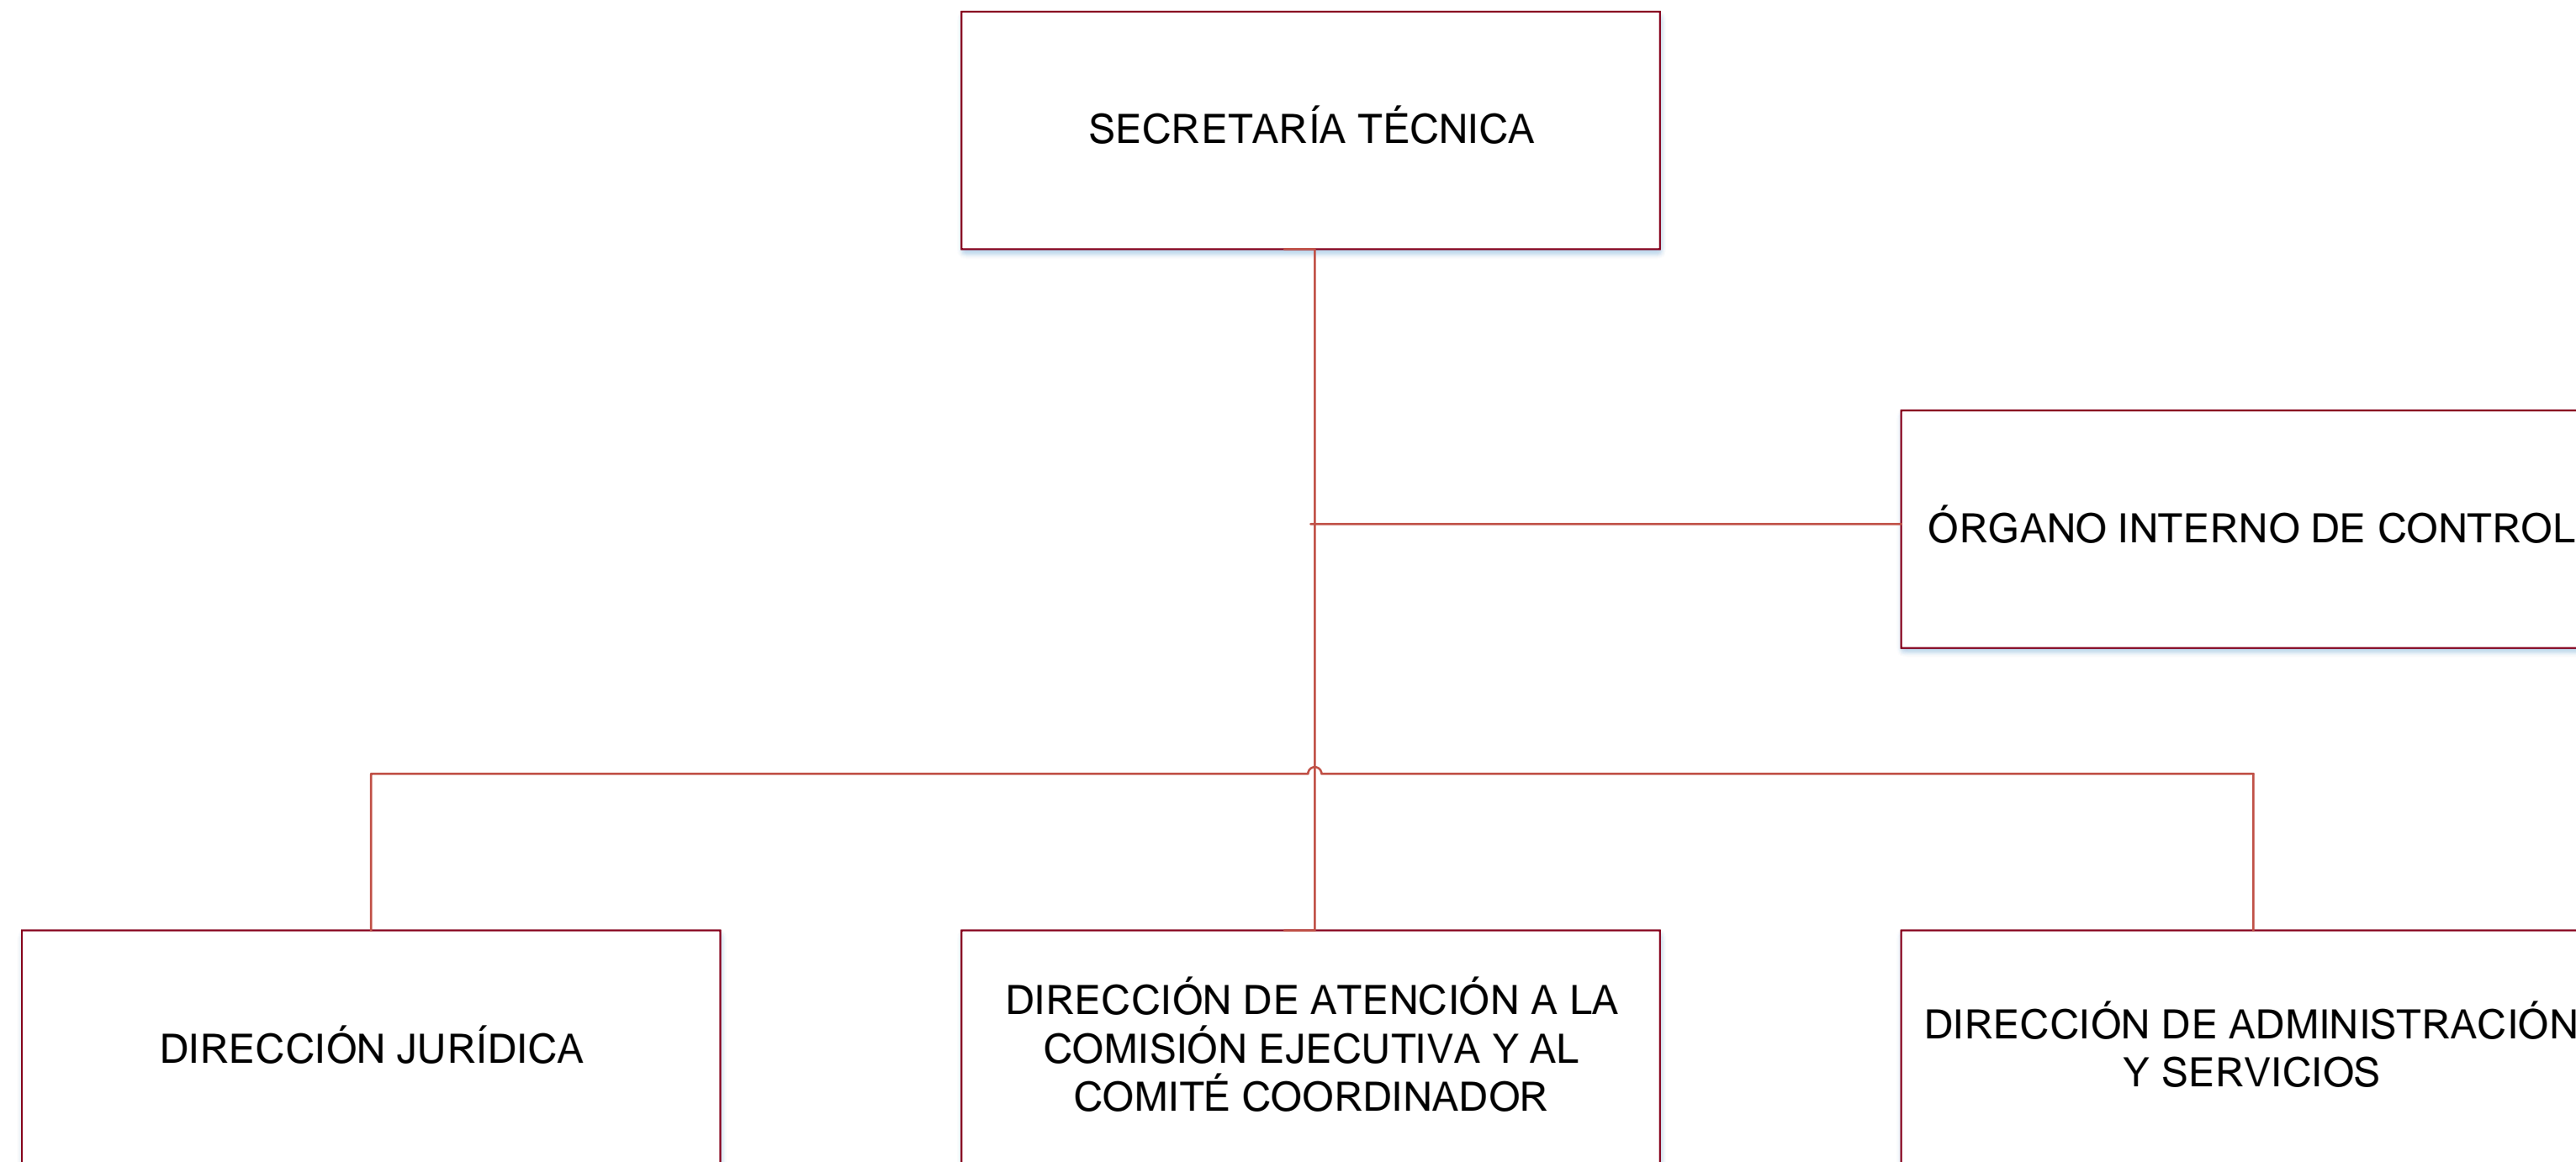 SECRETARÍA TÉCNICA
ÓRGANO INTERNO DE CONTROL
DIRECCIÓN JURÍDICA
DIRECCIÓN DE ATENCIÓN A LA
COMISIÓN EJECUTIVA Y AL
COMITÉ COORDINADOR
DIRECCIÓN DE ADMINISTRACIÓN
Y SERVICIOS